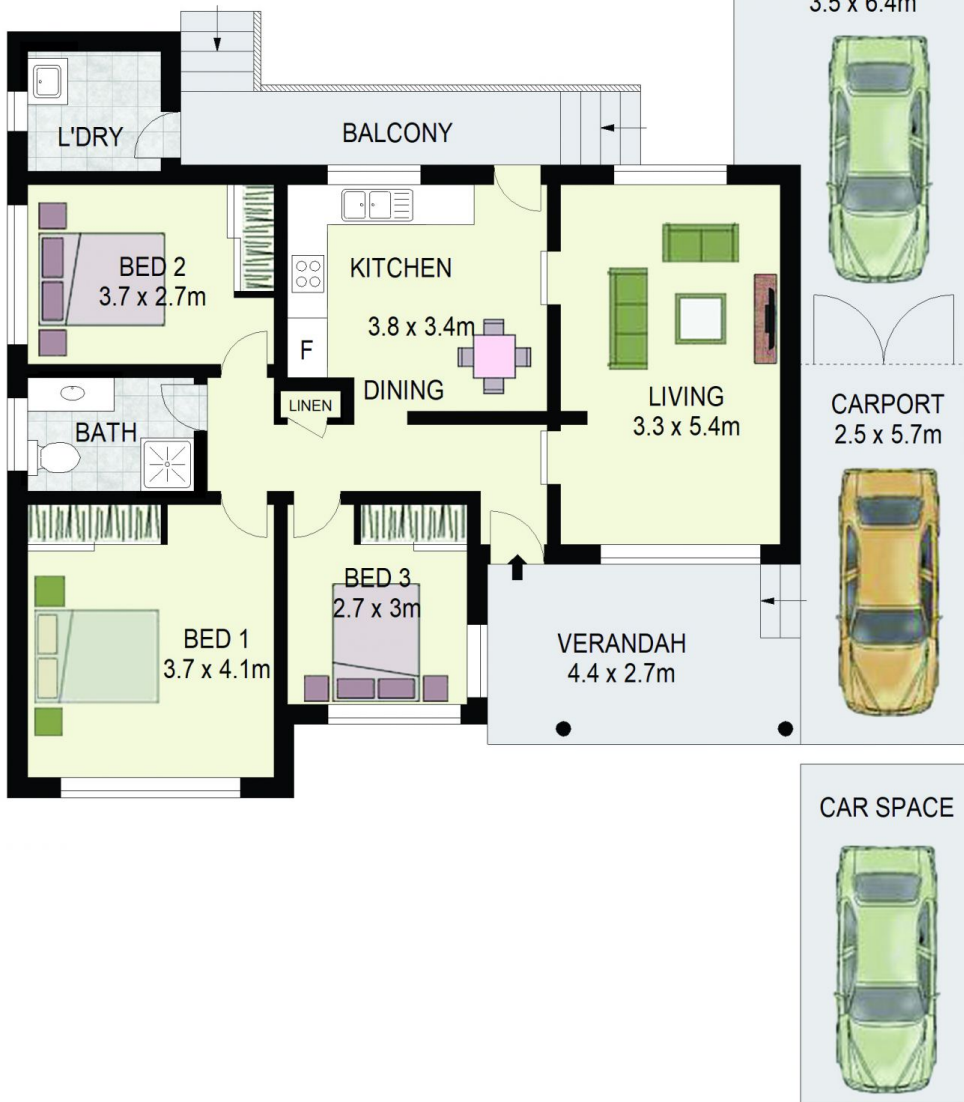 3.5 x 6.4m
L'DRY
BALCONY
BED 2
3.7 x 2.7m
KITCHEN
3.8 x 3.4m
F
DINING
LINEN
BATH
LIVING
3.3 x 5.4m
CARPORT
2.5 x 5.7m
BED 3
2.7 x 3m
BED 1
3.7 x 4.1m
VERANDAH
4.4 x 2.7m
CAR SPACE